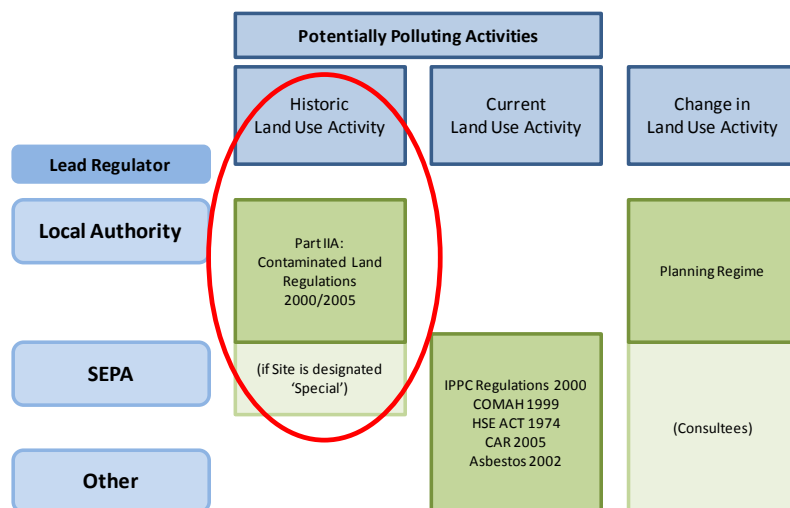 Potentially Polluting Activities
Historic
Land Use Activity
Current
Land Use Activity
Change in
Land Use Activity
Lead Regulator
Local Authority
Part IIA:
Contaminated Land
Regulations
2000/2005
Planning Regime
SEPA
(if Site is designated
‘Special’)
IPPC Regulations 2000
COMAH 1999
HSE ACT 1974
CAR 2005
Asbestos 2002
(Consultees)
Other